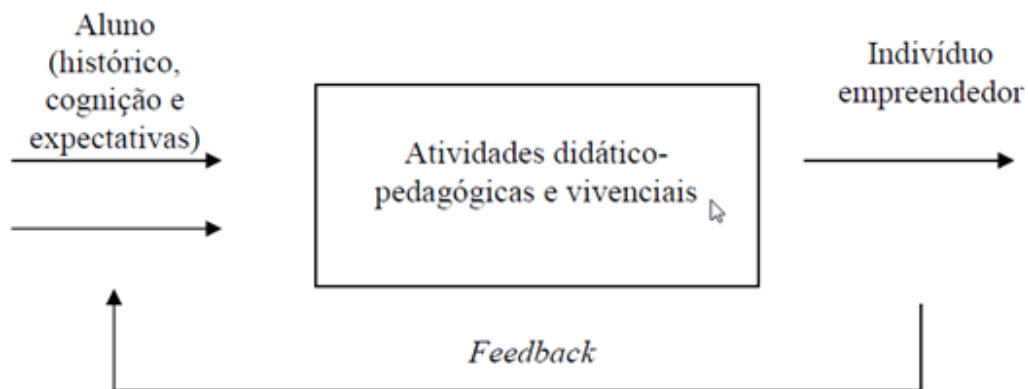 Aluno
(histórico,
cognição e
expectativas)
Atividades didático-
pedagógicas e vivenciais
Indivíduo
empreendedor
Feedback